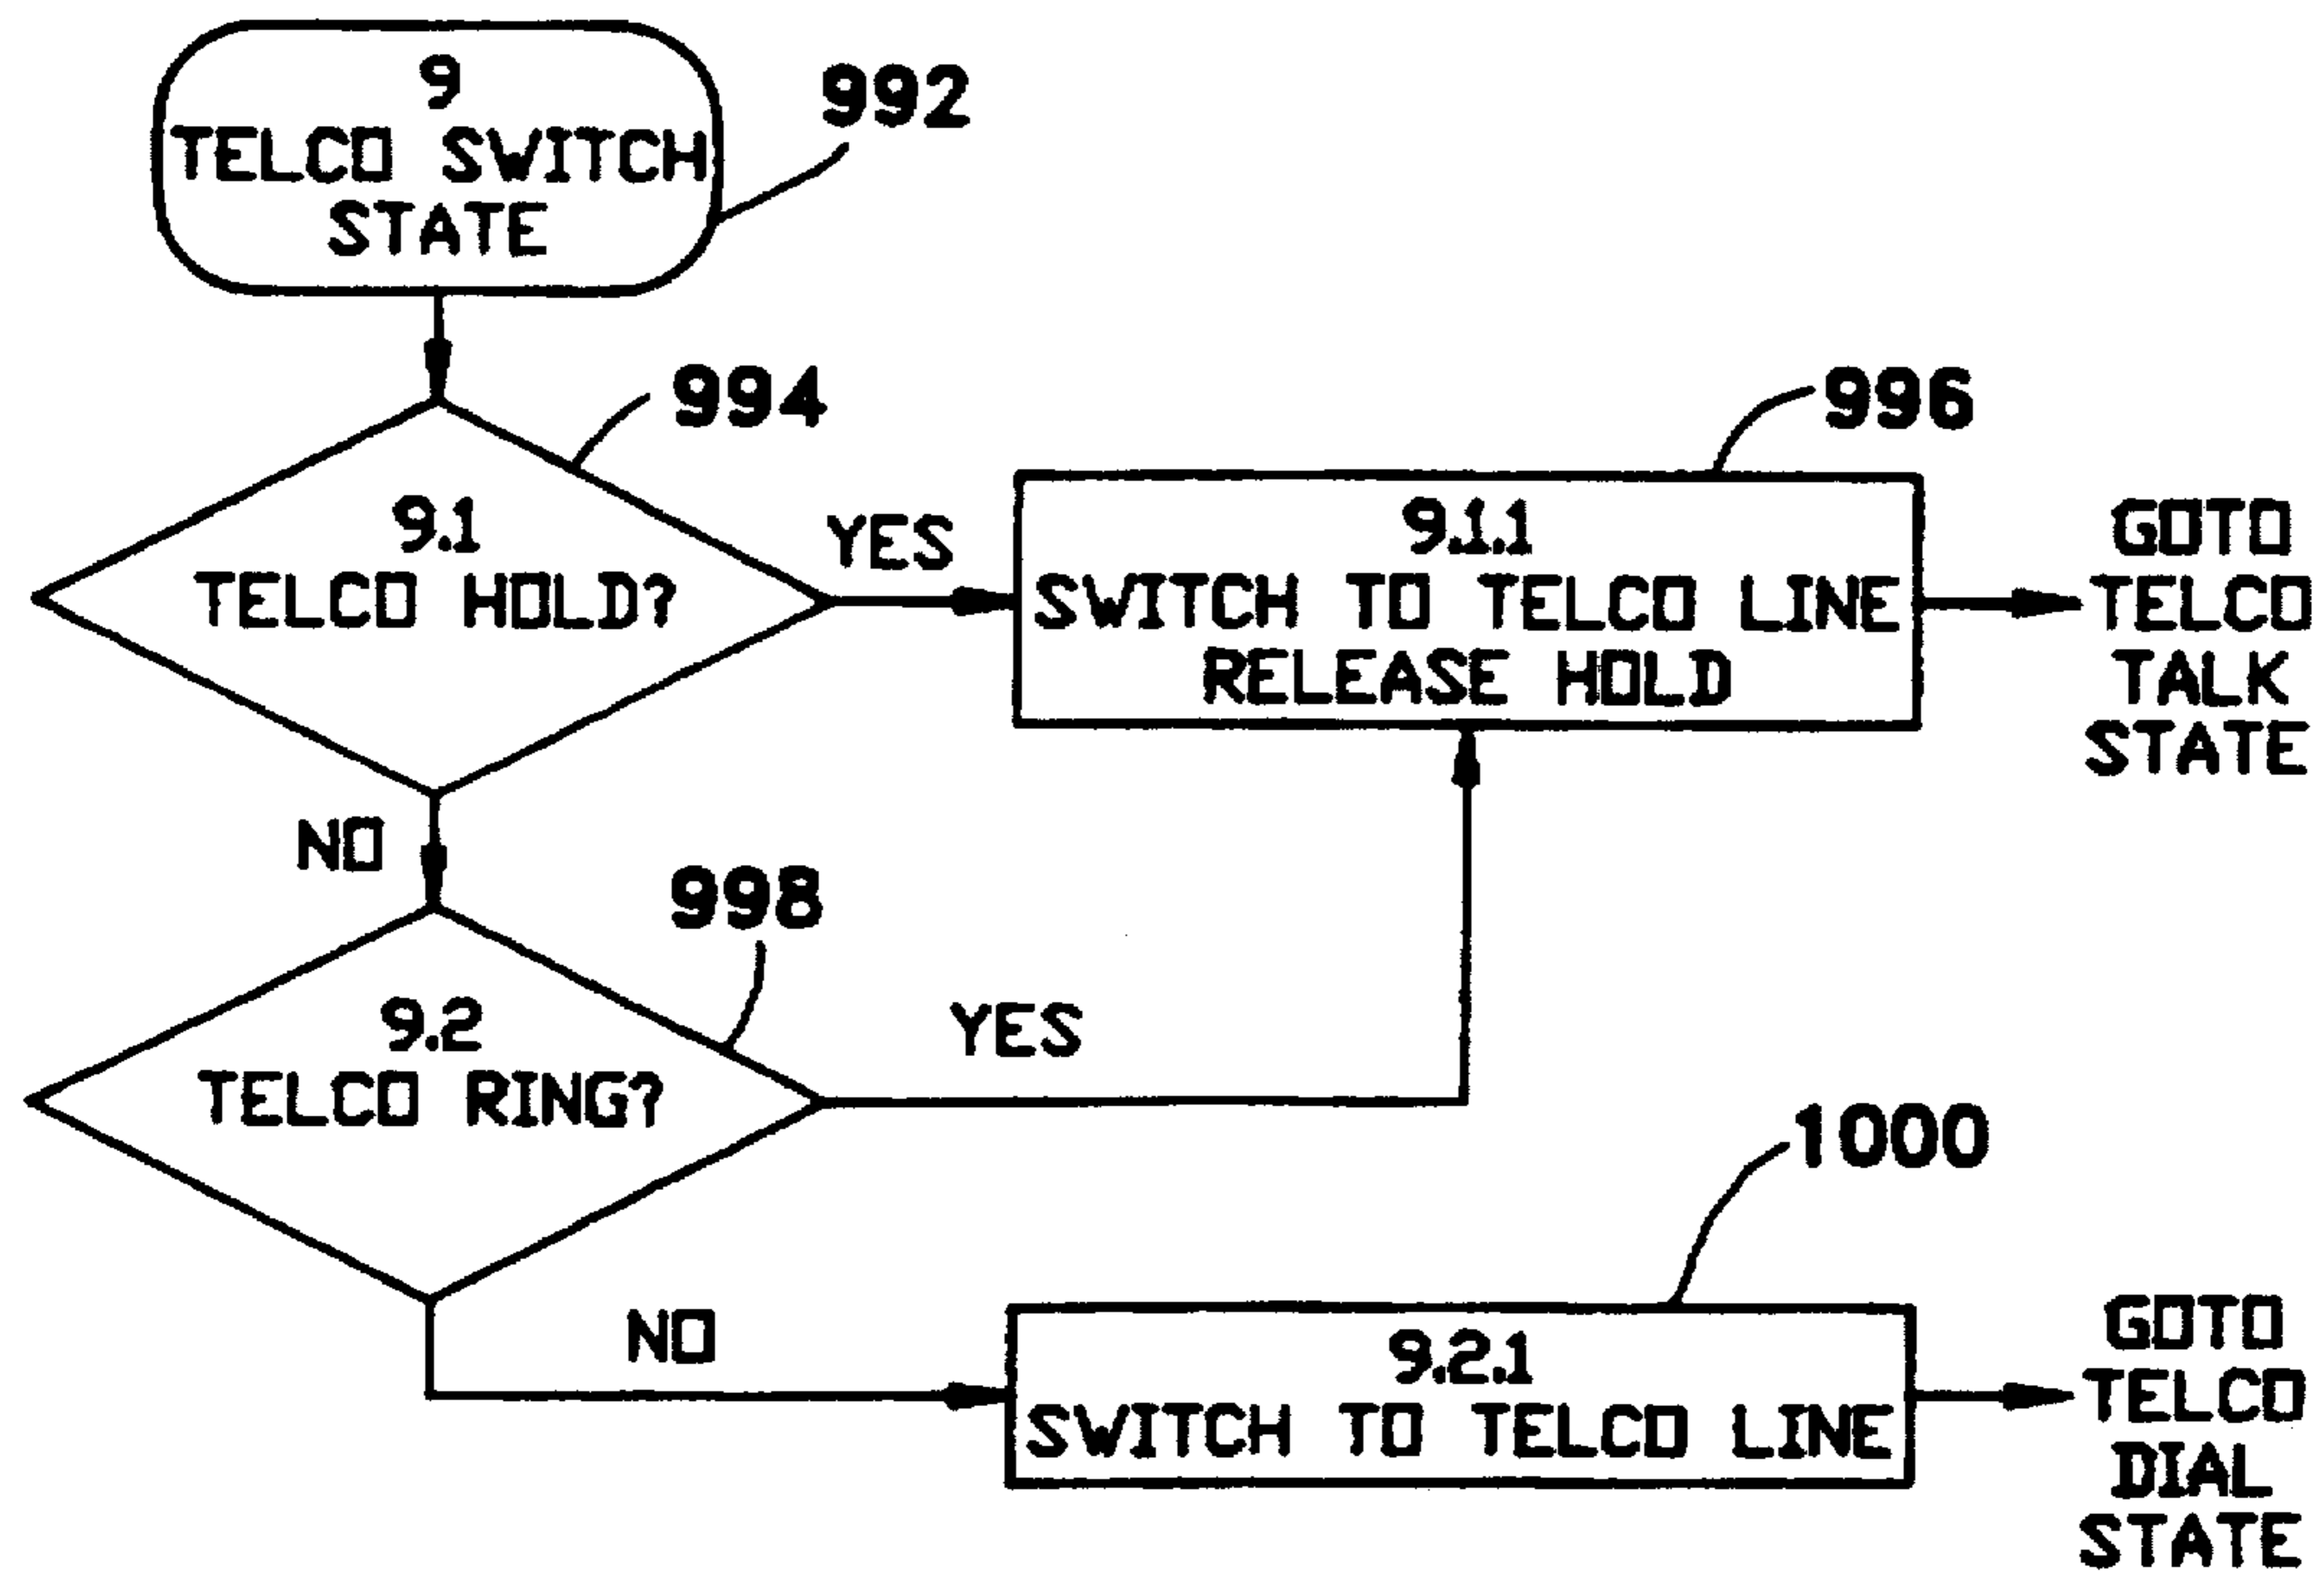 9
TELCO SWITCH
STATE
992
994
9.1
TELCO HOLD?
YES
996
9.1.1
SWITCH TO TELCO LINE
RELEASE HOLD
GOTO
TELCO
TALK
STATE
NO
998
9.2
TELCO RING?
YES
1000
NO
9.2.1
SWITCH TO TELCO LINE
GOTO
TELCO
DIAL
STATE